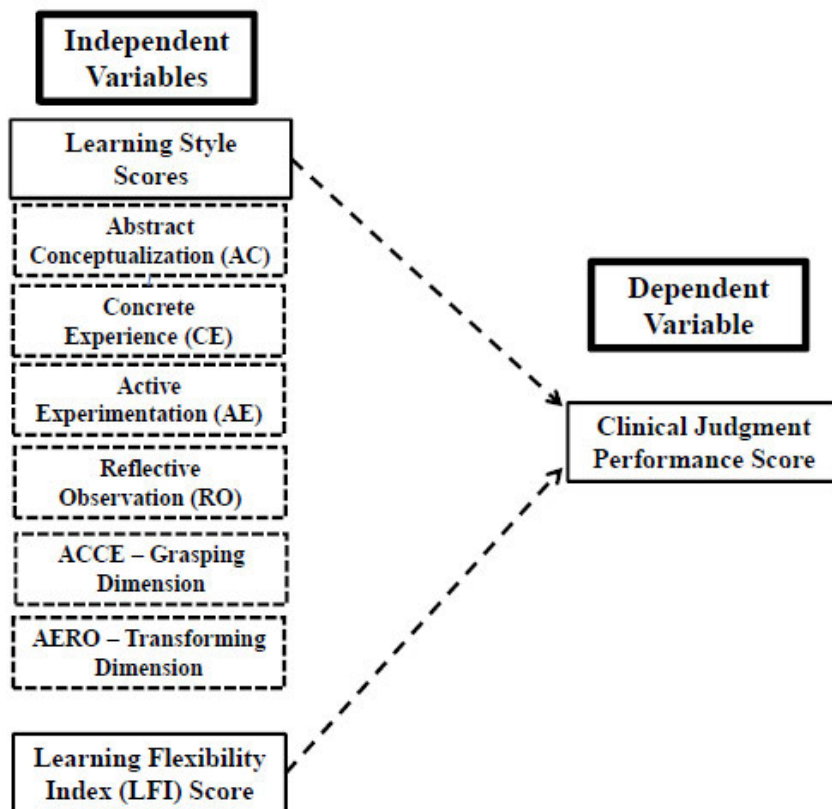 Independent
Variables
Learning Style
Scores
Abstract
Conceptualization (AC)
Concrete
Experience (CE)
Active
Experimentation (AE)
Reflective
Observation (RO)
ACCE – Grasping
Dimension
AERO – Transforming
Dimension
Learning Flexibility
Index (LFI) Score
Dependent
Variable
Clinical Judgment
Performance Score